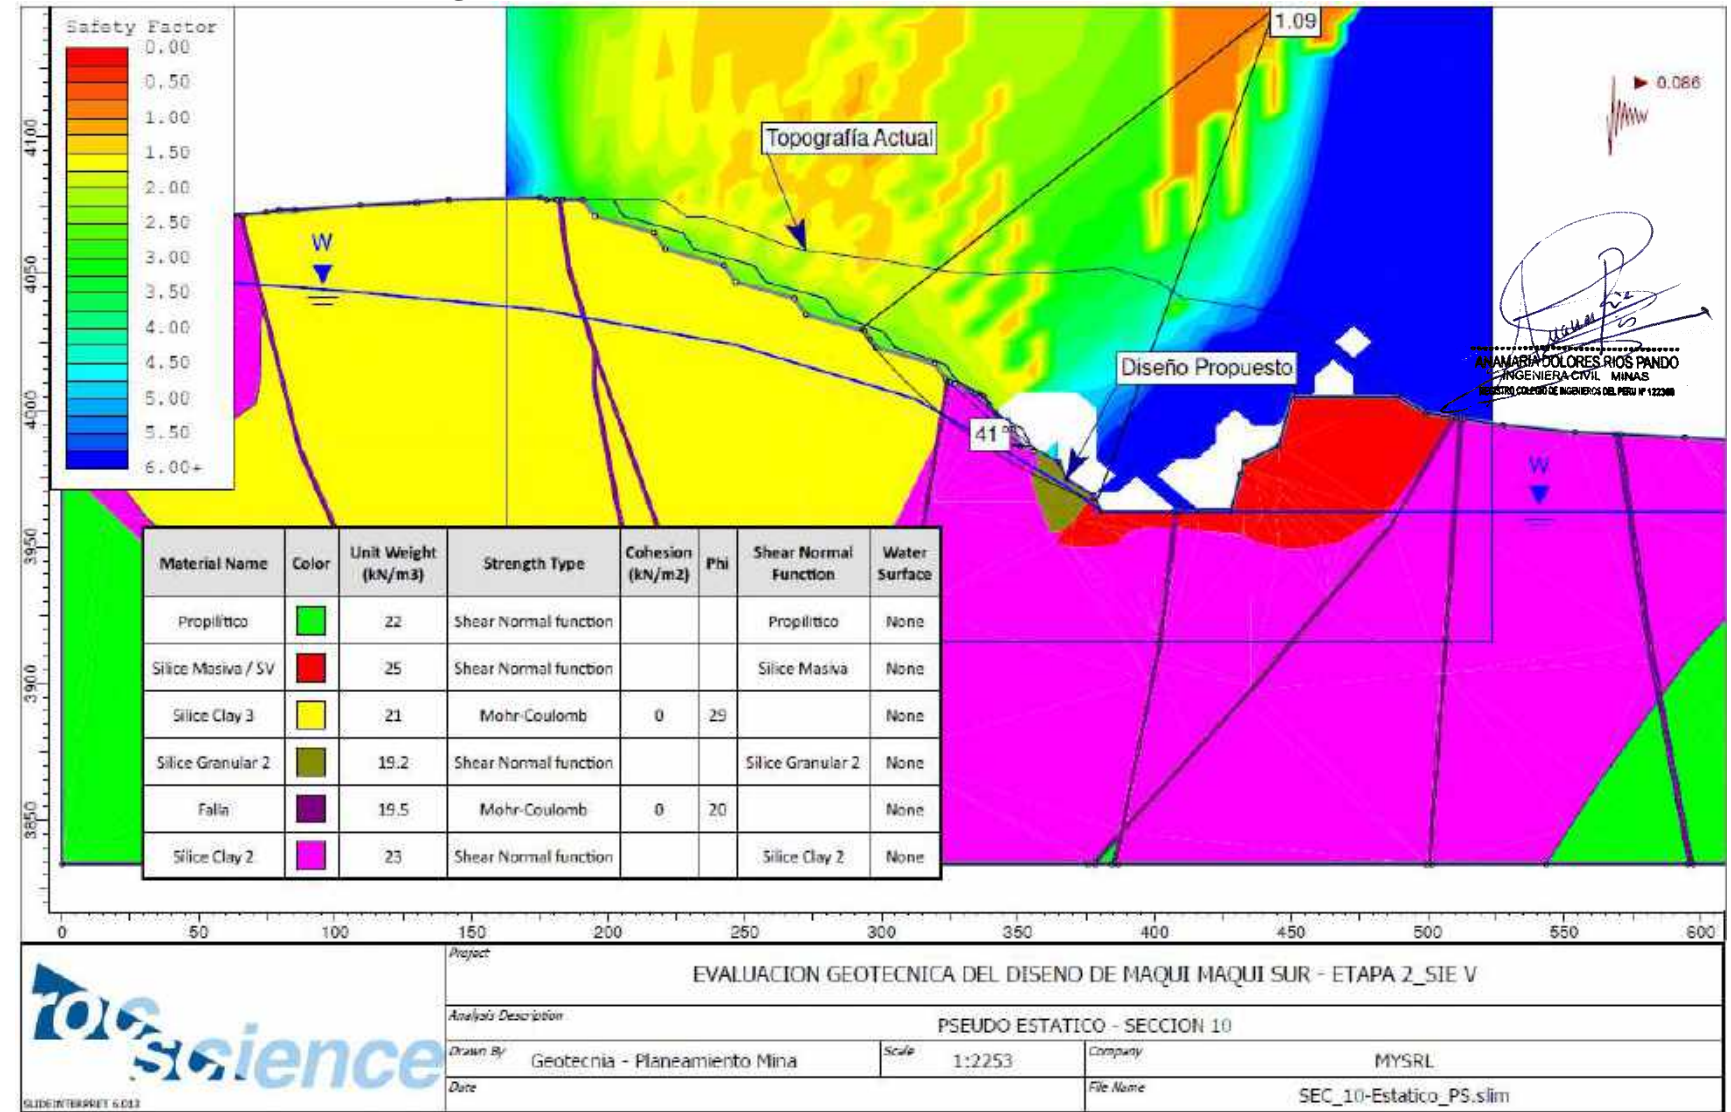 Safety Factor
0.00
0.50
1.00
1.50
2.00
2.50
3.00
3.50
4.00
4.50
5.00
5.50
6.00+
1.09
0.086
Topografía Actual
W
Diseño Propuesto
41°
W
ANAMARIA DOLORES RIOS PANDO
INGENIERA CIVIL MINAS
REGISTRO COLEGIO DE INGENIEROS DEL PERU N° 122366
4100
4050
4000
3950
3900
3850
Material Name Color Unit Weight (kN/m3) Strength Type Cohesion (kN/m2) Phi Shear Normal Function Water Surface
Propilítico 22 Shear Normal function Propilitico None
Silice Masiva / SV 25 Shear Normal function Silice Masiva None
Silice Clay 3 21 Mohr-Coulomb 0 29 None
Silice Granular 2 19.2 Shear Normal function Silice Granular 2 None
Falla 19.5 Mohr-Coulomb 0 20 None
Silice Clay 2 23 Shear Normal function Silice Clay 2 None
0 50 100 150 200 250 300 350 400 450 500 550 600
rocscience
SLIDEINTERPRET 6.013
Project
EVALUACION GEOTECNICA DEL DISENO DE MAQUI MAQUI SUR - ETAPA 2_SIE V
Analysis Description
PSEUDO ESTATICO - SECCION 10
Drawn By Geotecnia - Planeamiento Mina
Scale 1:2253
Company MYSRL
Date
File Name SEC_10-Estatico_PS.slim